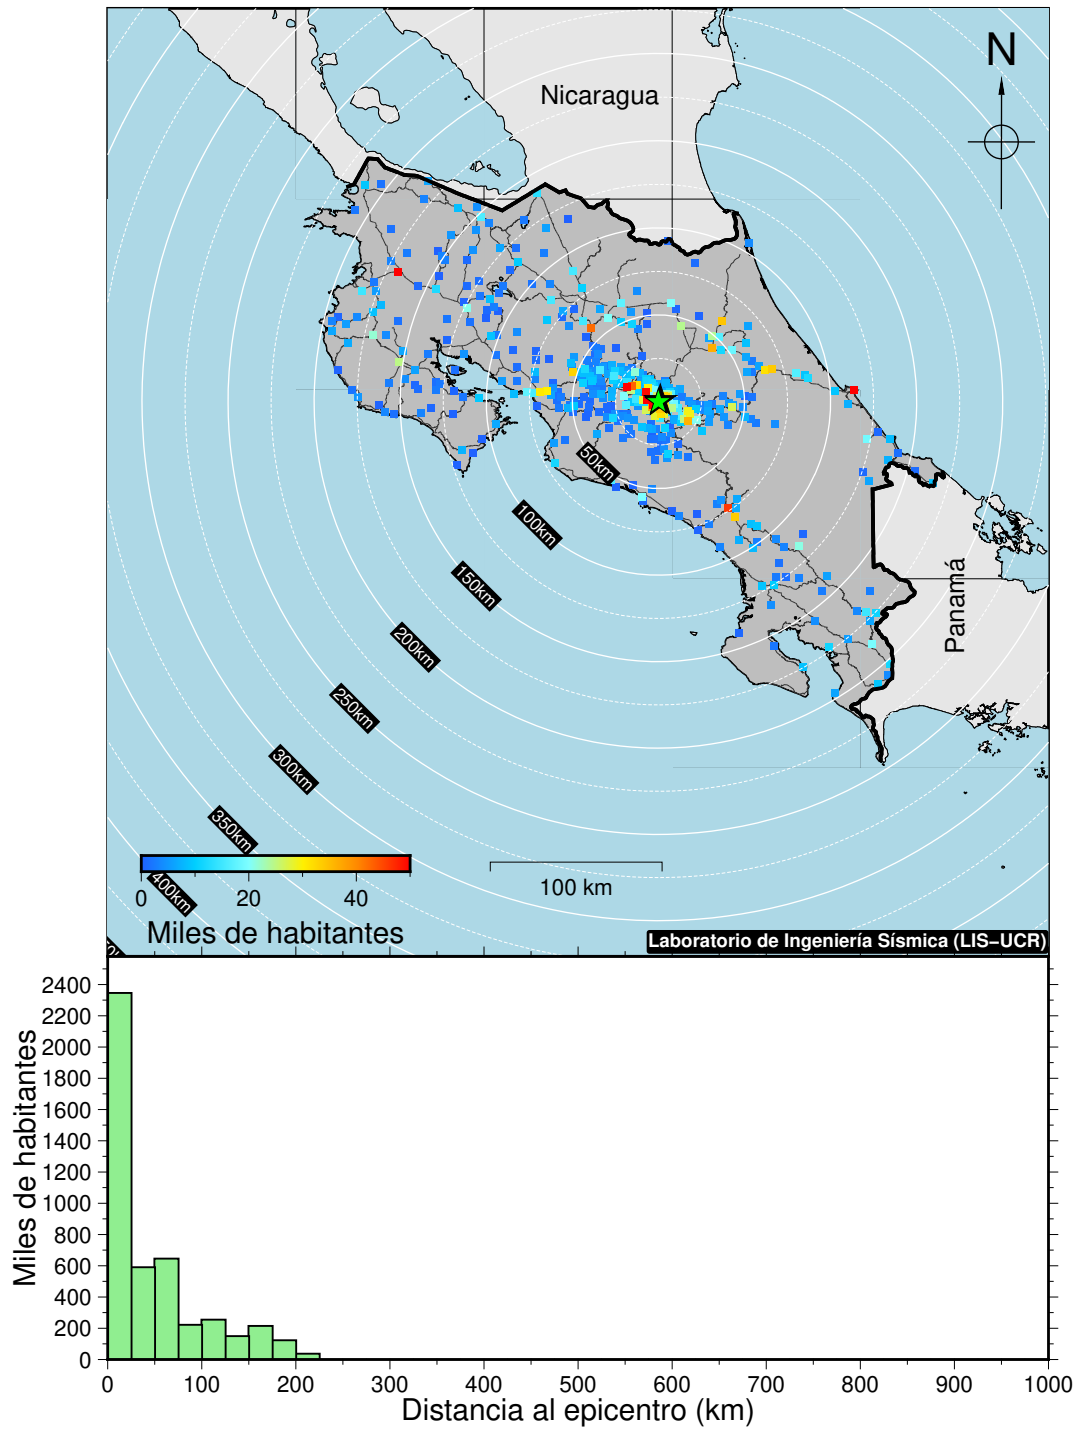 N
Nicaragua
Panamá
50km
100km
150km
200km
250km
300km
350km
400km
0 20 40
Miles de habitantes
100 km
Laboratorio de Ingeniería Sísmica (LIS−UCR)
Miles de habitantes
2400
2200
2000
1800
1600
1400
1200
1000
800
600
400
200
0
0 100 200 300 400 500 600 700 800 900 1000
Distancia al epicentro (km)